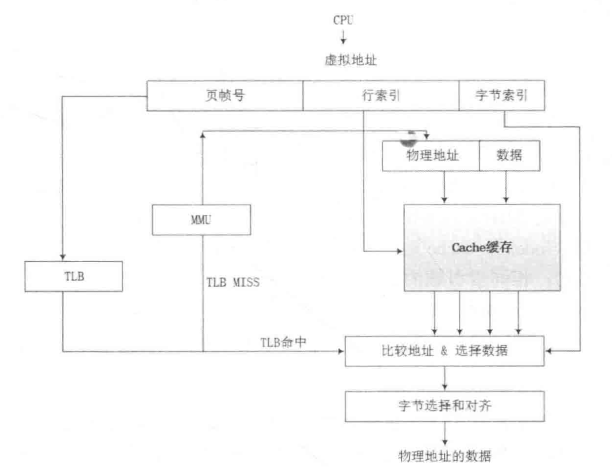 CPU
虚拟地址
页帧号 行索引 字节索引
物理地址 数据
MMU
Cache缓存
TLB
TLB MISS
TLB命中
比较地址 & 选择数据
字节选择和对齐
物理地址的数据